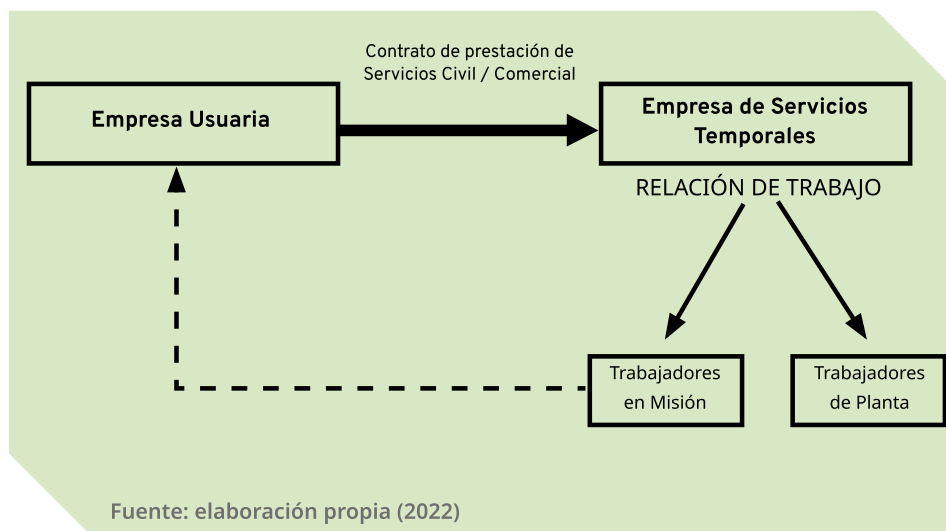 Contrato de prestación de
Servicios Civil / Comercial
Empresa Usuaria
Empresa de Servicios
Temporales
RELACIÓN DE TRABAJO
Trabajadores
en Misión
Trabajadores
de Planta
Fuente: elaboración propia (2022)